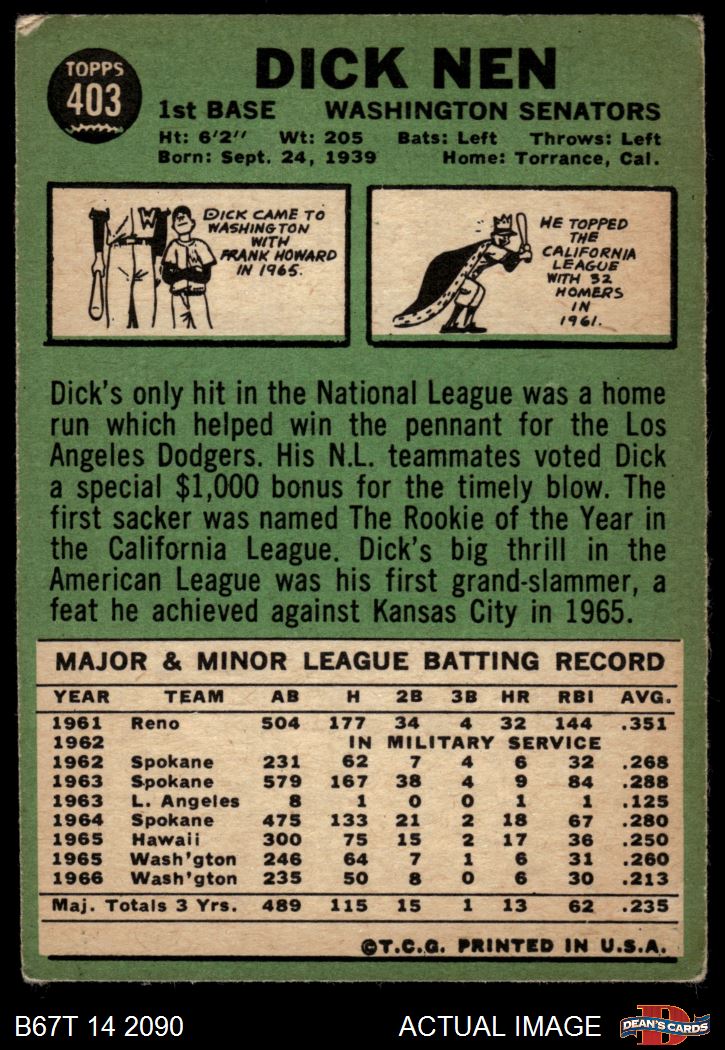 TOPPS
403
DICK NEN
1st BASE WASHINGTON SENATORS
Ht: 6'2" Wt: 205 Bats: Left Throws: Left
Born: Sept. 24, 1939 Home: Torrance, Cal.
W
DICK CAME TO
WASHINGTON
WITH
FRANK HOWARD
IN 1965.
HE TOPPED
THE
CALIFORNIA
LEAGUE
WITH 32
HOMERS
IN
1961.
Dick's only hit in the National League was a home
run which helped win the pennant for the Los
Angeles Dodgers. His N.L. teammates voted Dick
a special $1,000 bonus for the timely blow. The
first sacker was named The Rookie of the Year in
the California League. Dick's big thrill in the
American League was his first grand-slammer, a
feat he achieved against Kansas City in 1965.
MAJOR & MINOR LEAGUE BATTING RECORD
YEAR TEAM AB H 2B 3B HR RBI AVG.
1961 Reno 504 177 34 4 32 144 .351
1962 IN MILITARY SERVICE
1962 Spokane 231 62 7 4 6 32 .268
1963 Spokane 579 167 38 4 9 84 .288
1963 L. Angeles 8 1 0 0 1 1 .125
1964 Spokane 475 133 21 2 18 67 .280
1965 Hawaii 300 75 15 2 17 36 .250
1965 Wash'gton 246 64 7 1 6 31 .260
1966 Wash'gton 235 50 8 0 6 30 .213
Maj. Totals 3 Yrs. 489 115 15 1 13 62 .235
©T.C.G. PRINTED IN U.S.A.
B67T 14 2090 ACTUAL IMAGE
D
DEAN'S CARDS